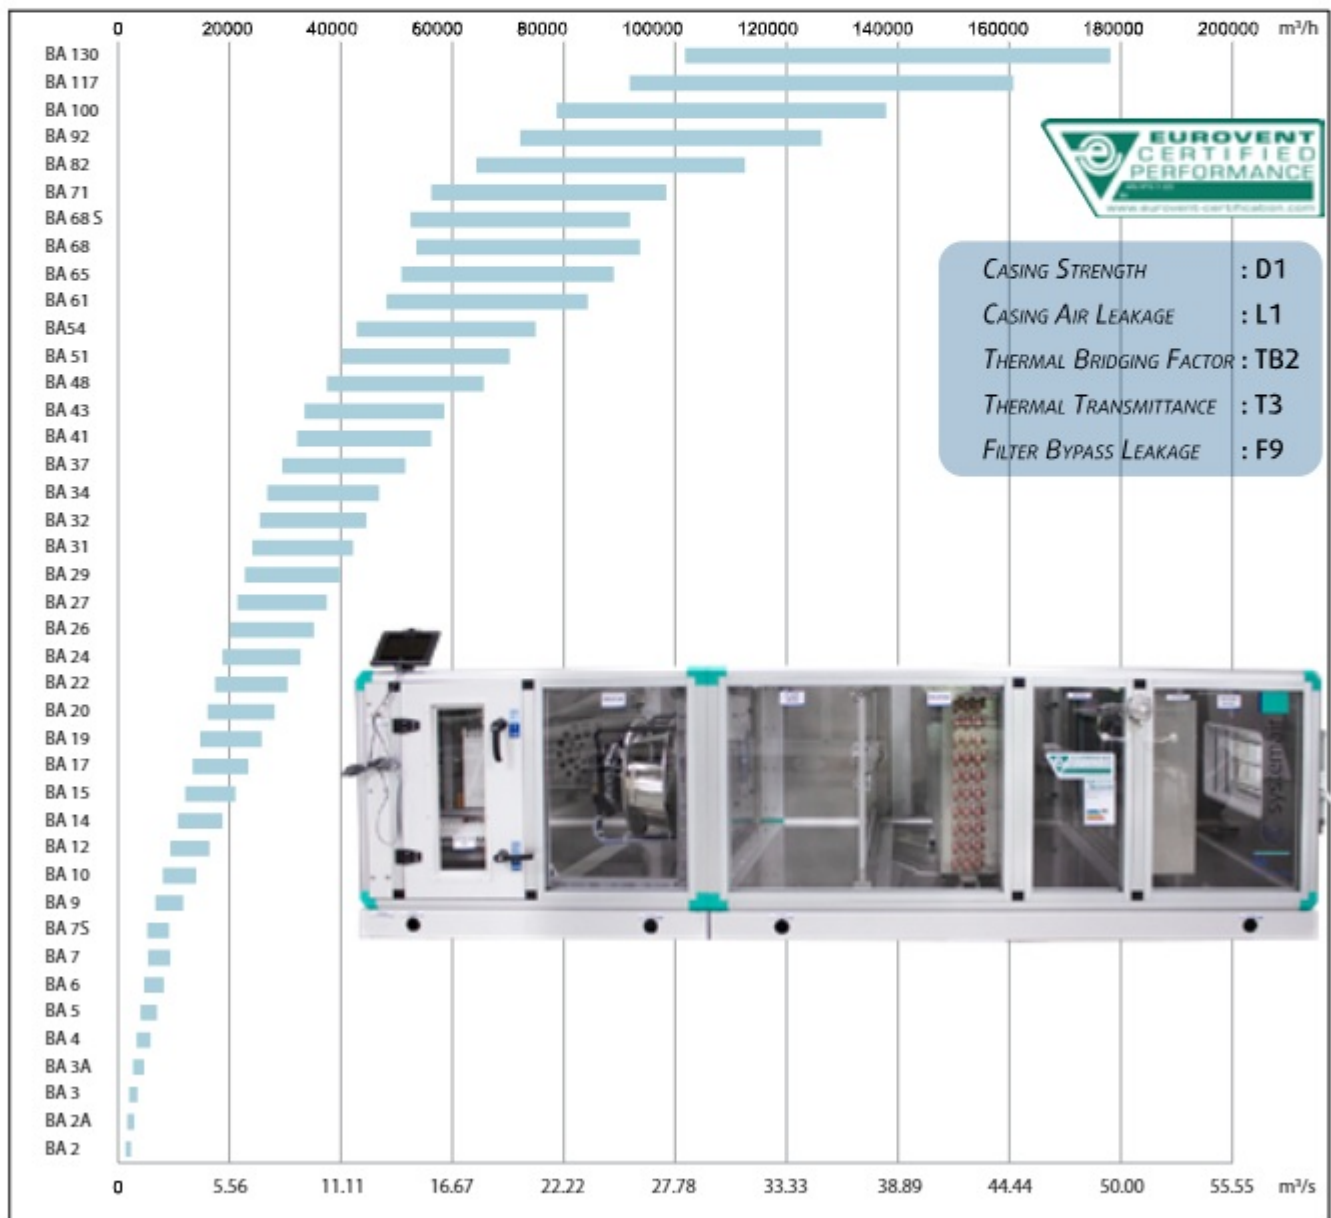 0 20000 40000 60000 80000 100000 120000 140000 160000 180000 200000 m³/h
BA 130
BA 117
BA 100
BA 92
BA 82
BA 71
BA 68 S
BA 68
BA 65
BA 61
BA54
BA 51
BA 48
BA 43
BA 41
BA 37
BA 34
BA 32
BA 31
BA 29
BA 27
BA 26
BA 24
BA 22
BA 20
BA 19
BA 17
BA 15
BA 14
BA 12
BA 10
BA 9
BA 7S
BA 7
BA 6
BA 5
BA 4
BA 3A
BA 3
BA 2A
BA 2
0 5.56 11.11 16.67 22.22 27.78 33.33 38.89 44.44 50.00 55.55 m³/s
EUROVENT
CERTIFIED
PERFORMANCE
www.eurovent-certification.com
CASING STRENGTH : D1
CASING AIR LEAKAGE : L1
THERMAL BRIDGING FACTOR : TB2
THERMAL TRANSMITTANCE : T3
FILTER BYPASS LEAKAGE : F9